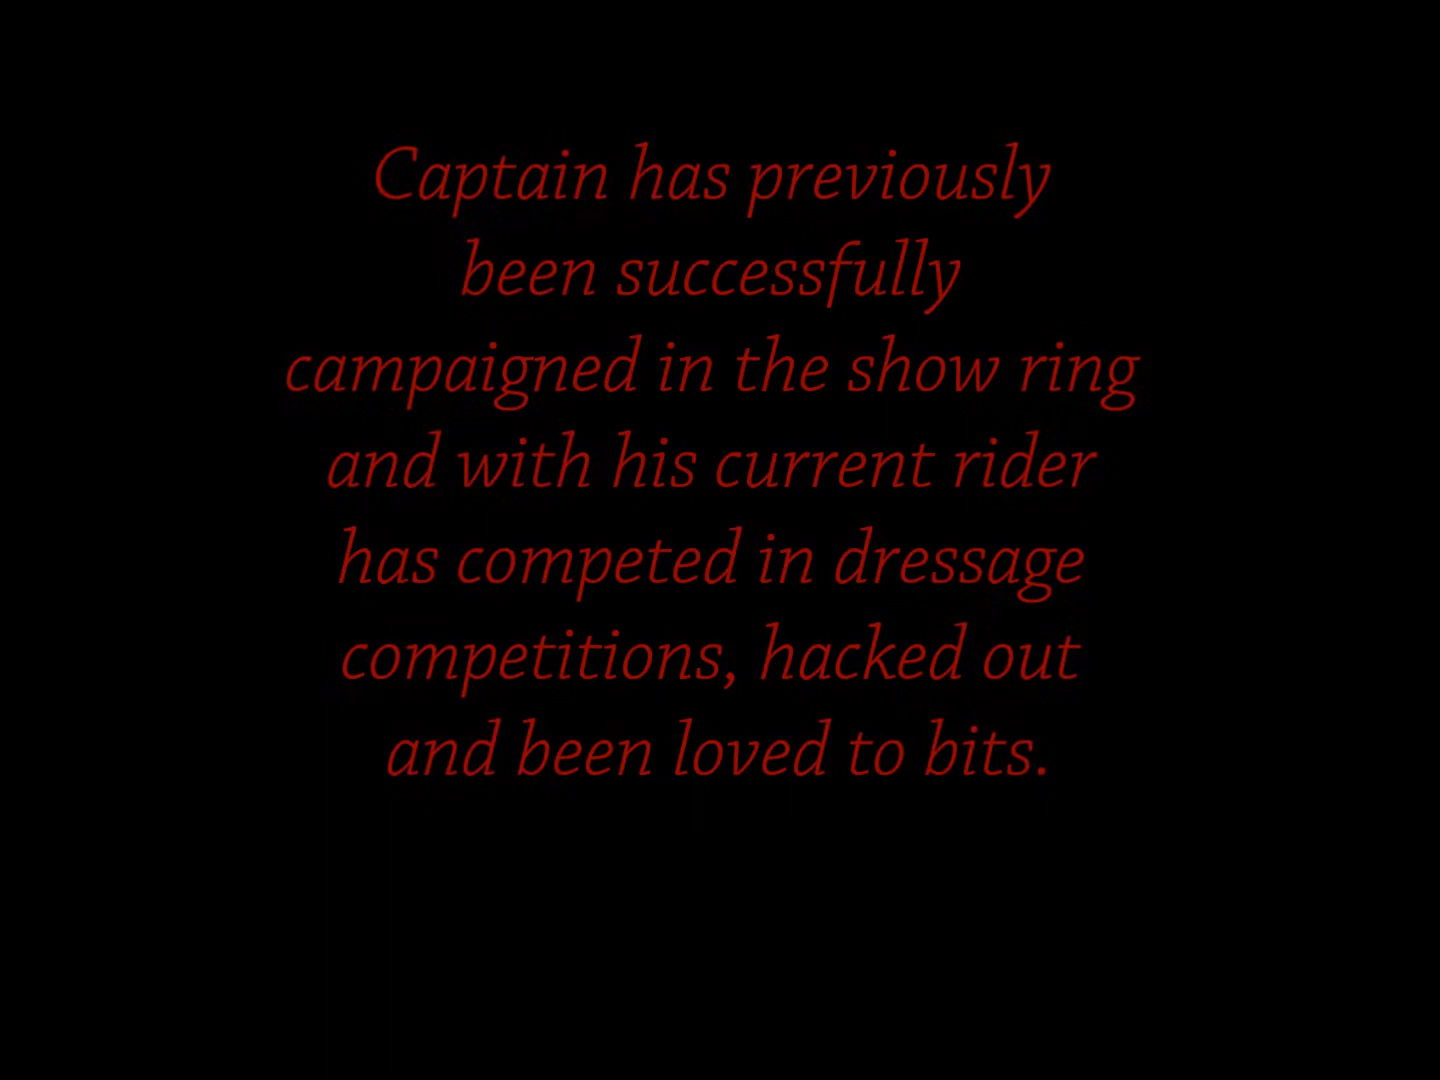 Captain has previously
been successfully
campaigned in the show ring
and with his current rider
has competed in dressage
competitions, hacked out
and been loved to bits.